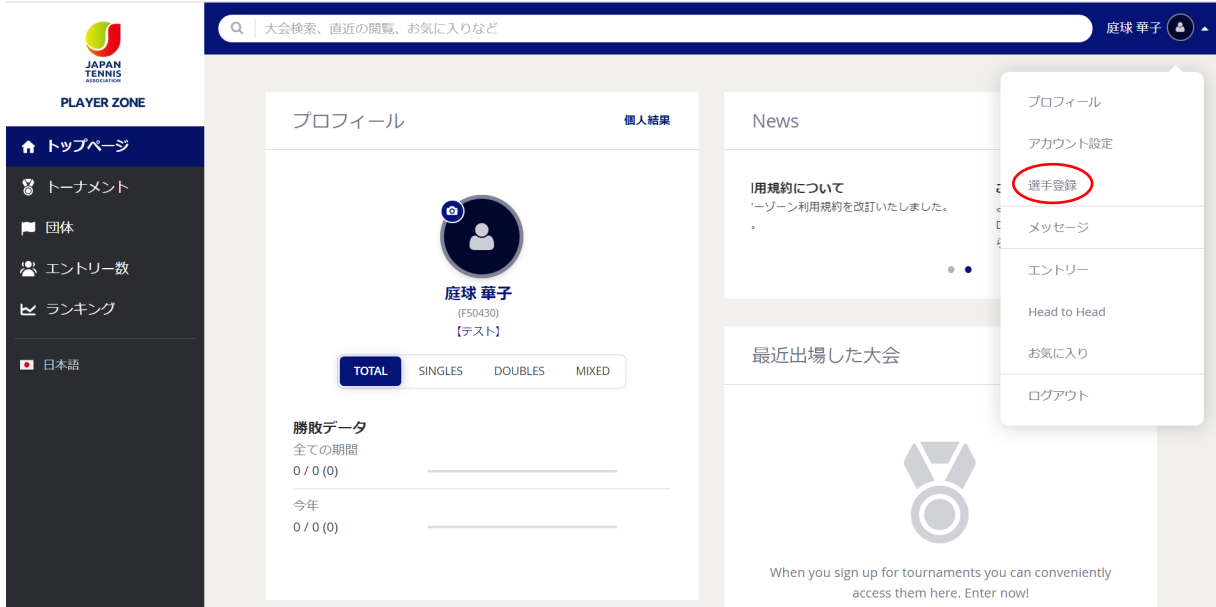 JAPAN
TENNIS
ASSOCIATION
PLAYER ZONE
トップページ
トーナメント
団体
エントリー数
ランキング
日本語
大会検索、直近の閲覧、お気に入りなど
庭球 華子
プロフィール
個人結果
庭球 華子
(F50430)
【テスト】
TOTAL SINGLES DOUBLES MIXED
勝敗データ
全ての期間
0 / 0 (0)
今年
0 / 0 (0)
News
用規約について
ーゾーン利用規約を改訂いたしました。
。
最近出場した大会
When you sign up for tournaments you can conveniently
access them here. Enter now!
プロフィール
アカウント設定
選手登録
メッセージ
エントリー
Head to Head
お気に入り
ログアウト